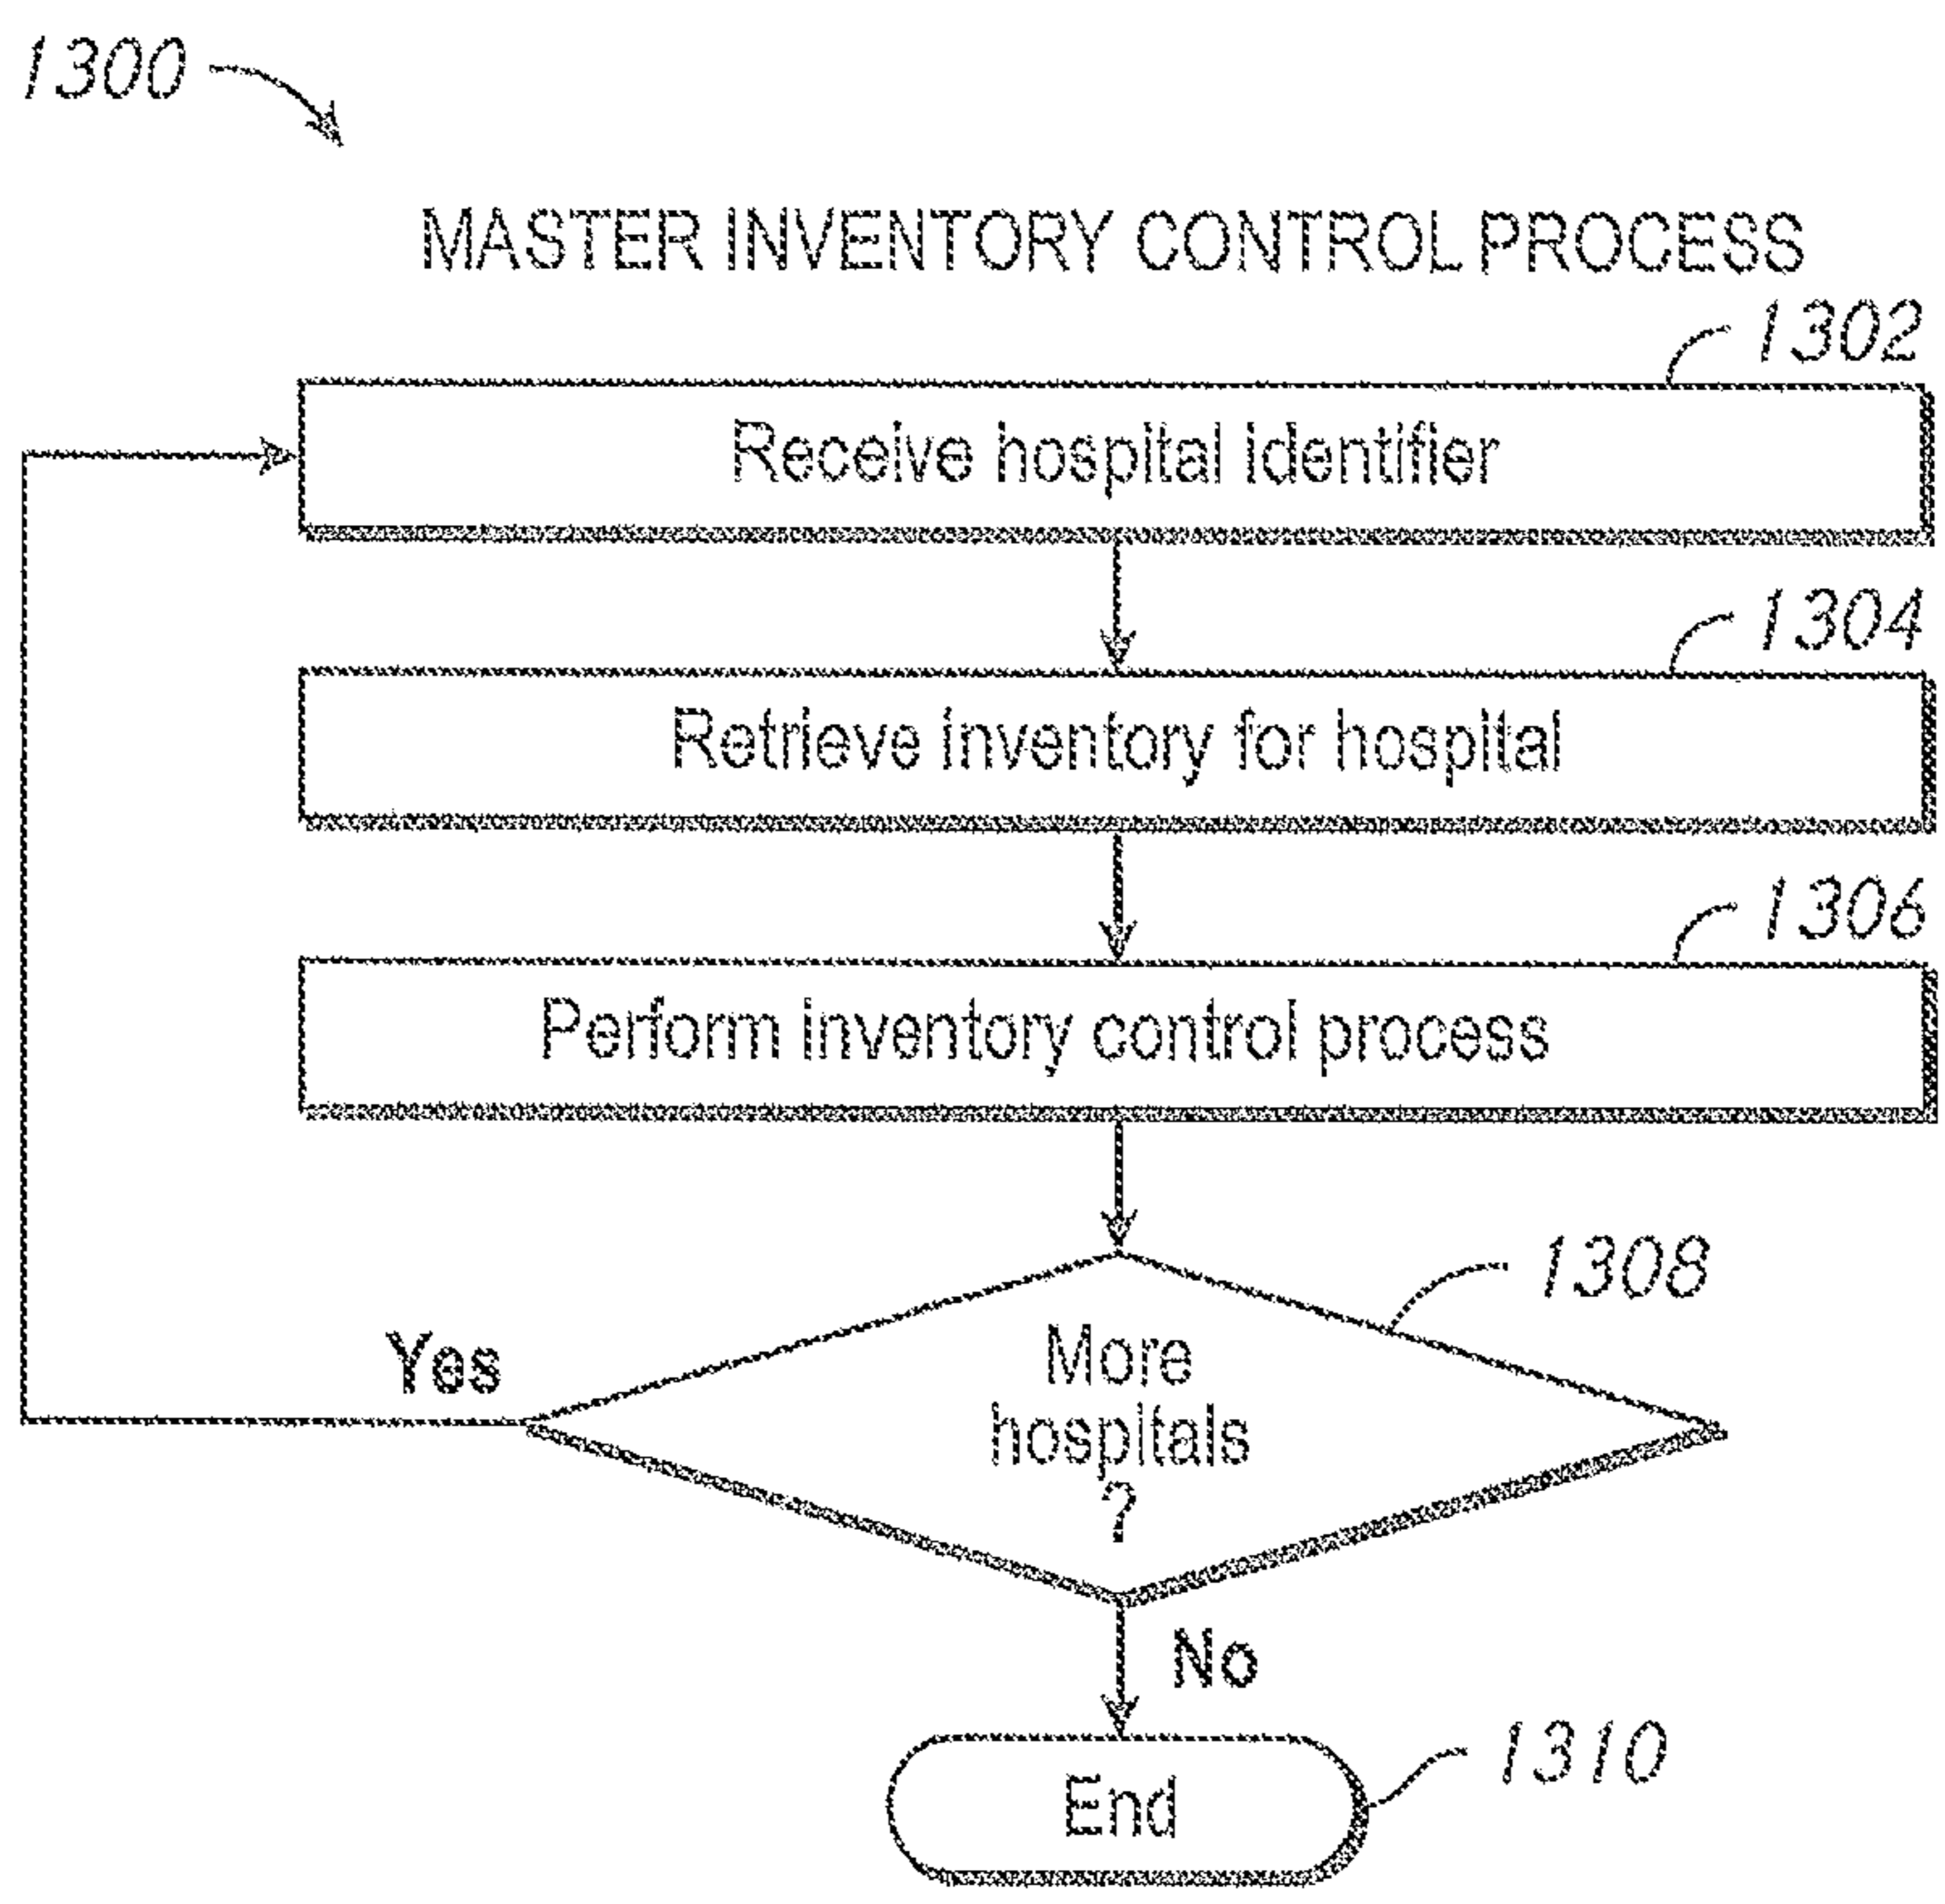 1300
MASTER INVENTORY CONTROL PROCESS
1302
Receive hospital identifier
1304
Retrieve inventory for hospital
1306
Perform inventory control process
1308
More
hospitals
?
Yes
No
End
1310